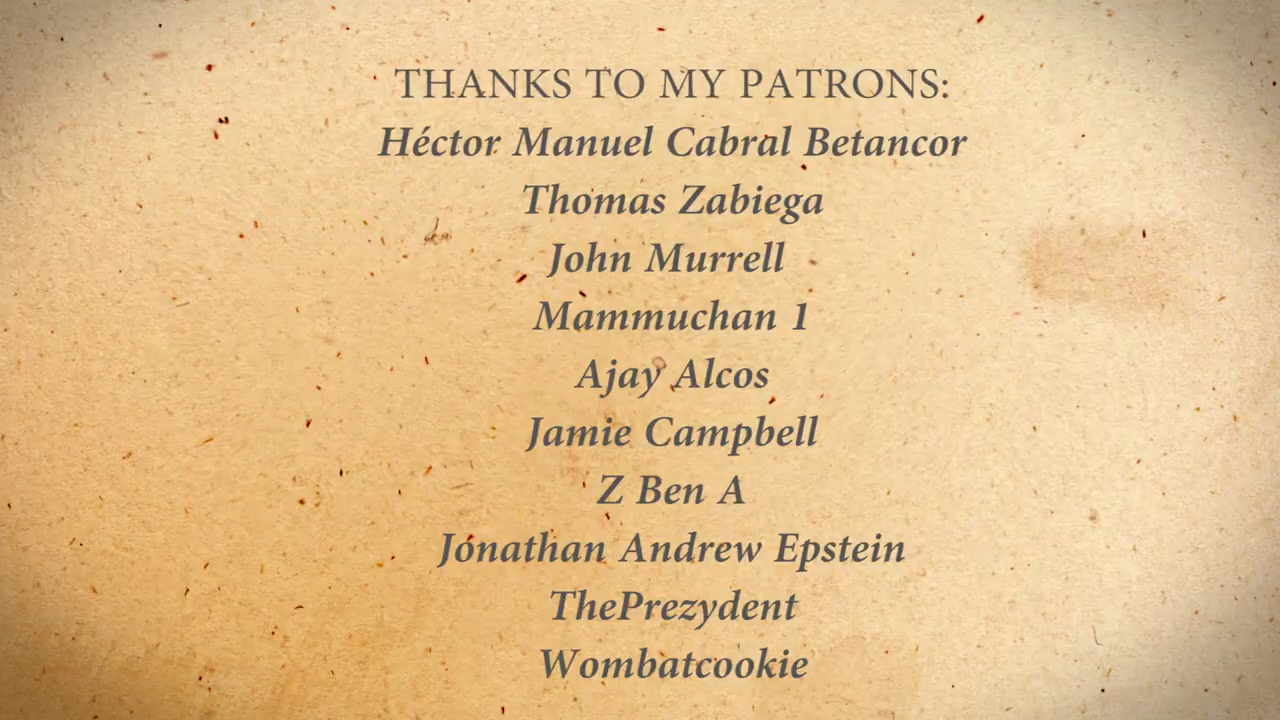 THANKS TO MY PATRONS:
Héctor Manuel Cabral Betancor
Thomas Zabiega
John Murrell
Mammuchan 1
Ajay Alcos
Jamie Campbell
Z Ben A
Jonathan Andrew Epstein
ThePrezydent
Wombatcookie